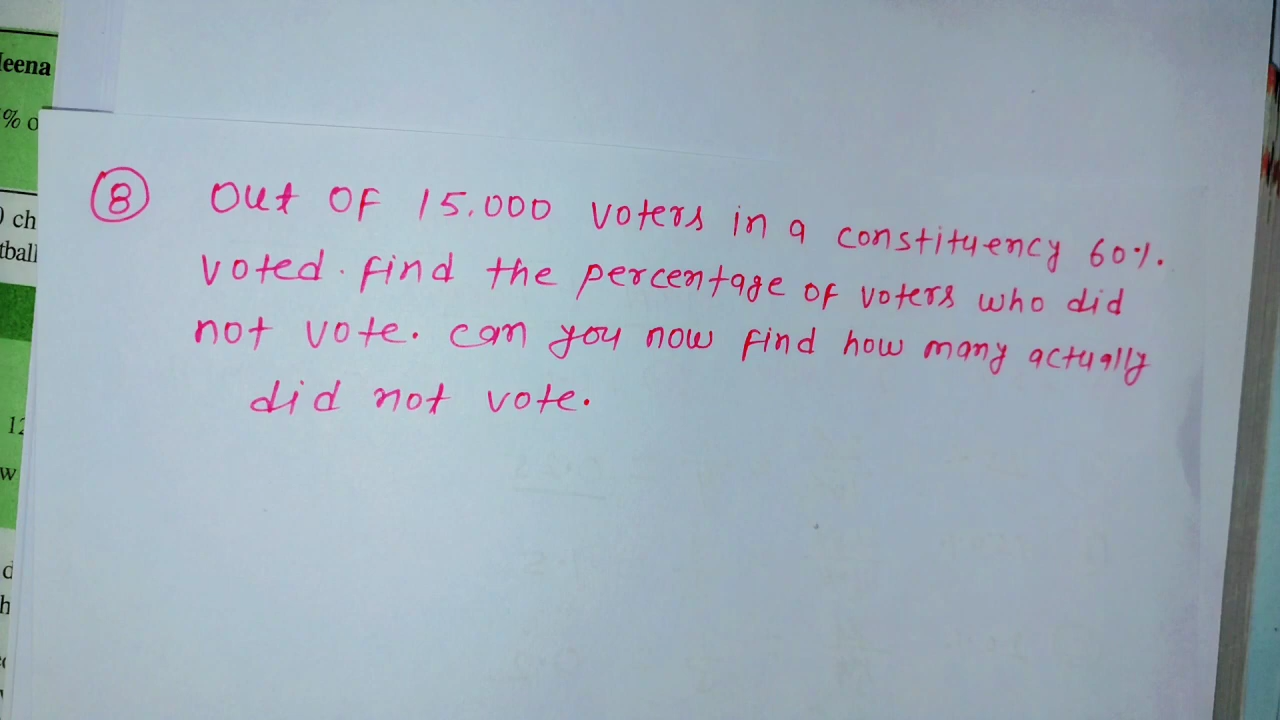 leena
% o
) ch
tball
12
w
d
h
⑧ Out OF 15,000 voters in a constituency 60%.
voted. find the percentage of voters who did
not vote. can you now find how many actually
did not vote.